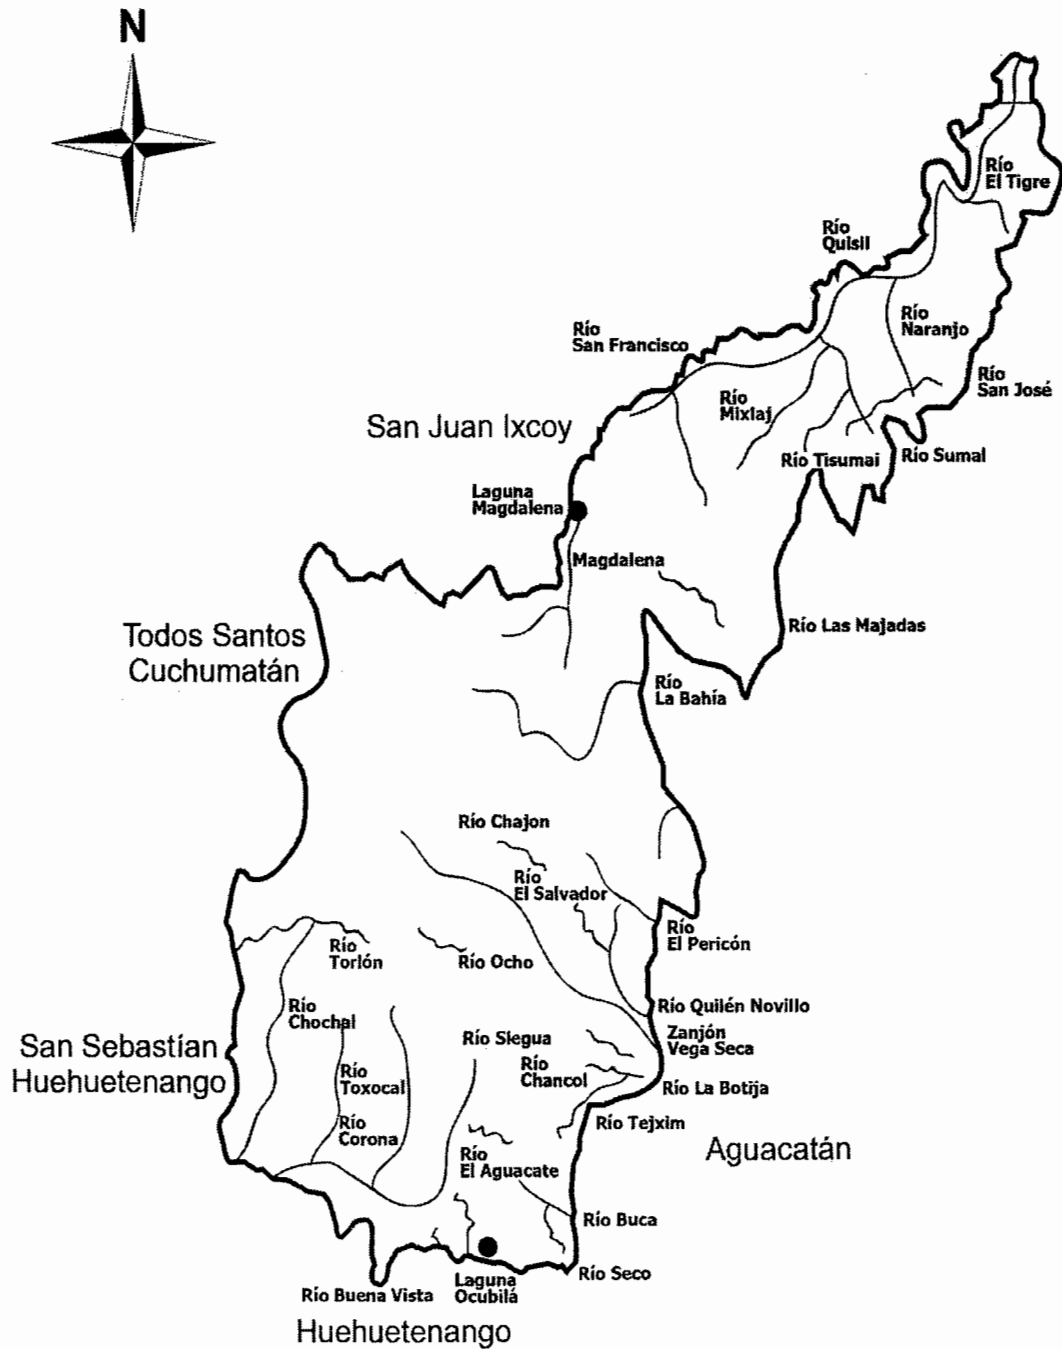 N
Río
El Tigre
Río
Quisil
Río
Naranjo
Río
San Francisco
Río
San José
Río
Mixlaj
San Juan Ixcoy
Río Tisumai
Río Sumal
Laguna
Magdalena
Magdalena
Todos Santos
Cuchumatán
Río Las Majadas
Río
La Bahía
Río Chajon
Río
El Salvador
Río
El Pericón
Río
Torlón
Río Ocho
Río
Chochal
Río Quilén Novillo
San Sebastían
Huehuetenango
Río Siegua
Zanjón
Vega Seca
Río
Toxocal
Río
Chancol
Río La Botija
Río
Corona
Río Tejxim
Aguacatán
Río
El Aguacate
Río Buca
Río Seco
Laguna
Ocubilá
Río Buena Vista
Huehuetenango